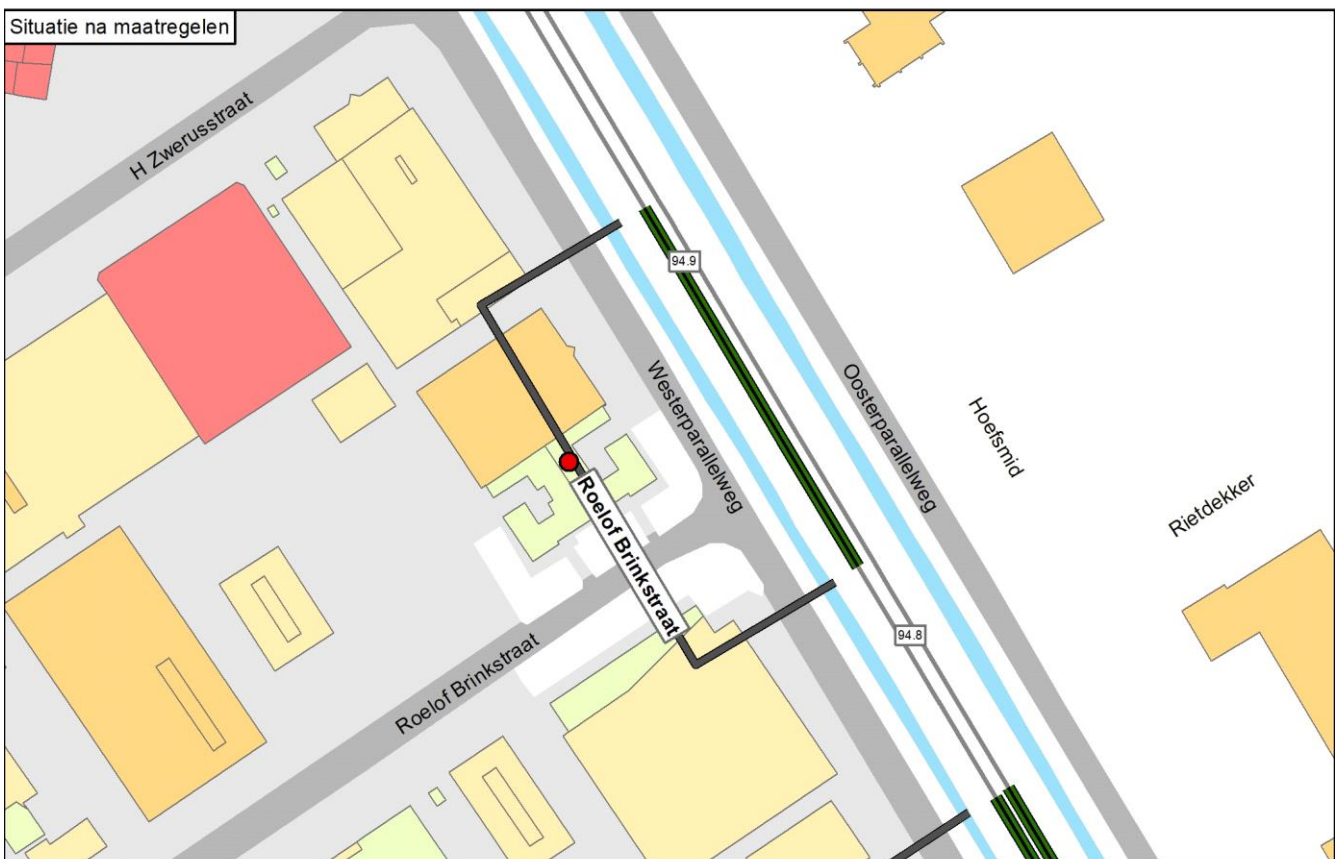 Situatie na maatregelen
H Zwerusstraat
94.9
Westerparallelweg
Oosterparallelweg
Hoefsmid
Rietdekker
Roelof Brinkstraat
94.8
Roelof Brinkstraat